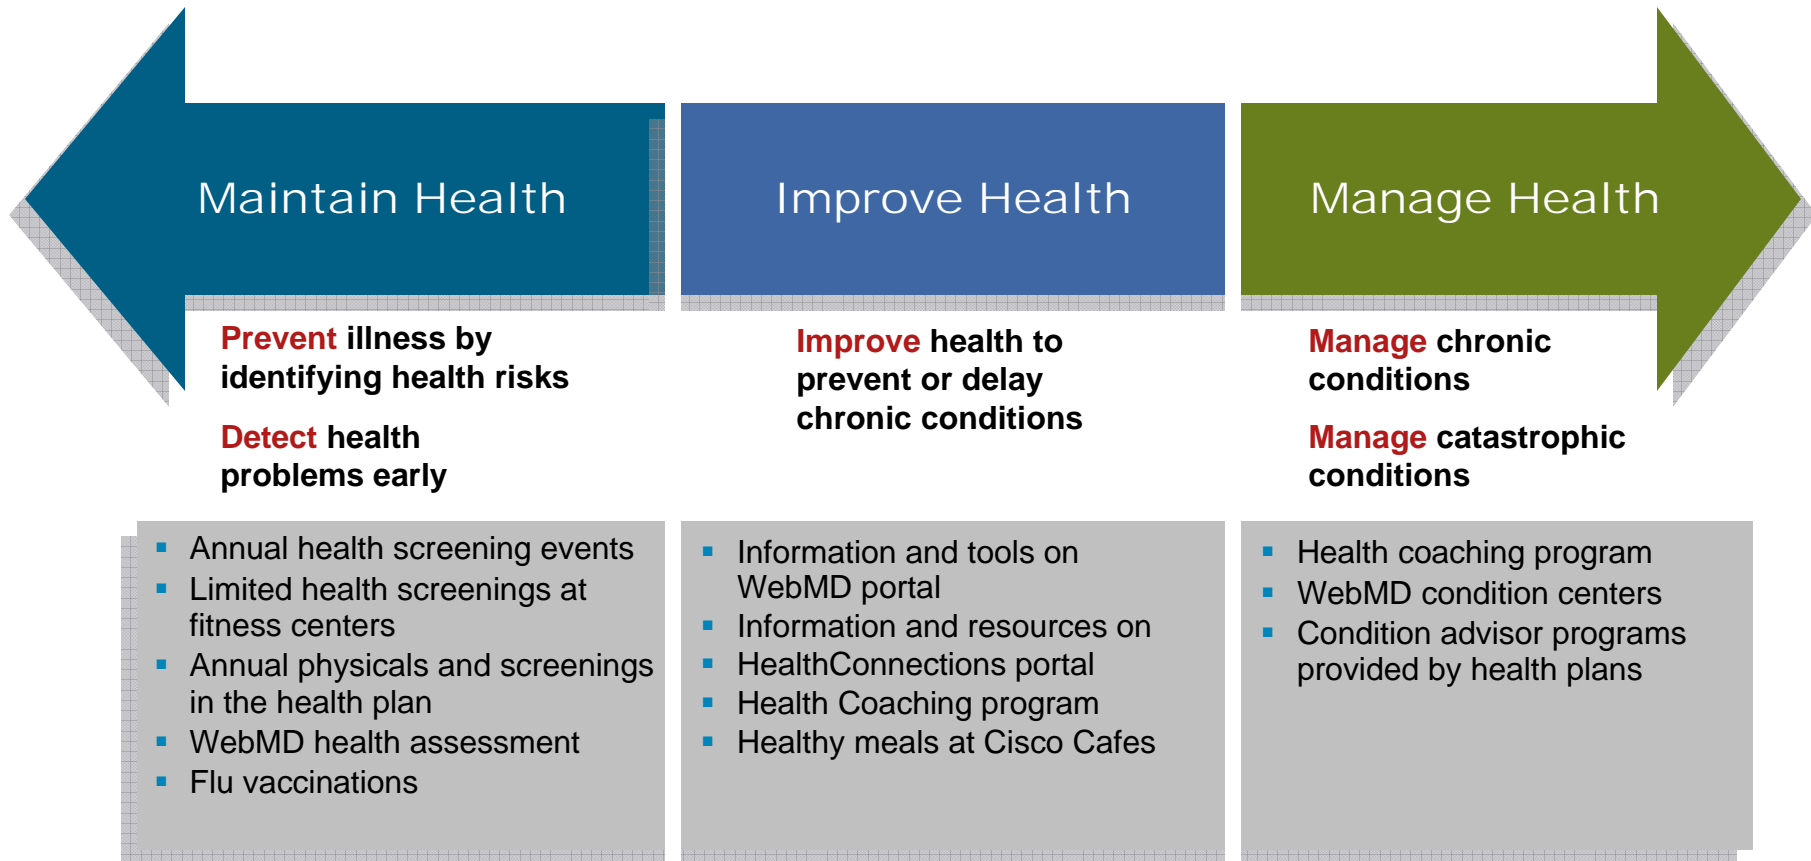 Maintain Health
Improve Health
Manage Health
Prevent illness by
identifying health risks
Detect health
problems early
Improve health to
prevent or delay
chronic conditions
Manage chronic
conditions
Manage catastrophic
conditions
▪ Annual health screening events
▪ Limited health screenings at
fitness centers
▪ Annual physicals and screenings
in the health plan
▪ WebMD health assessment
▪ Flu vaccinations
▪ Information and tools on
WebMD portal
▪ Information and resources on
▪ HealthConnections portal
▪ Health Coaching program
▪ Healthy meals at Cisco Cafes
▪ Health coaching program
▪ WebMD condition centers
▪ Condition advisor programs
provided by health plans